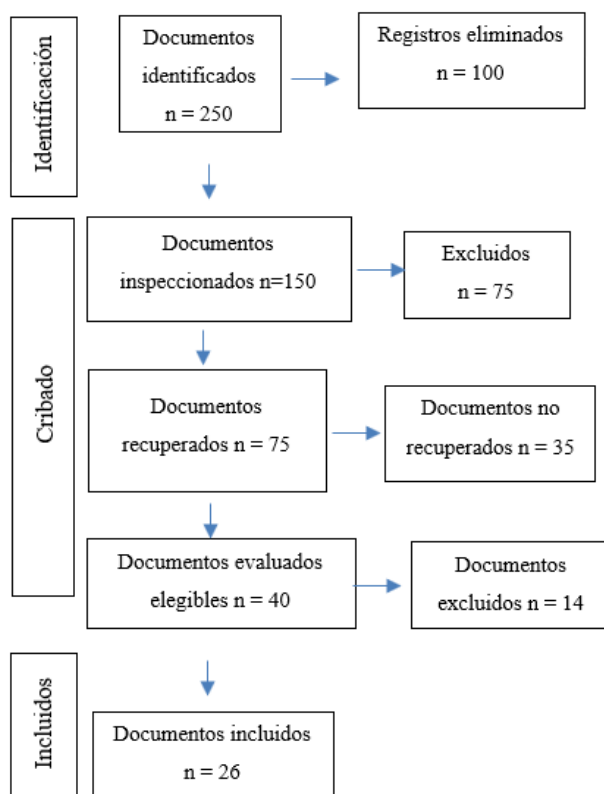 Identificación
Documentos
identificados
n = 250
Registros eliminados
n = 100
Cribado
Documentos
inspeccionados n=150
Excluidos
n = 75
Documentos
recuperados n = 75
Documentos no
recuperados n = 35
Documentos evaluados
elegibles n = 40
Documentos
excluidos n = 14
Incluidos
Documentos incluidos
n = 26